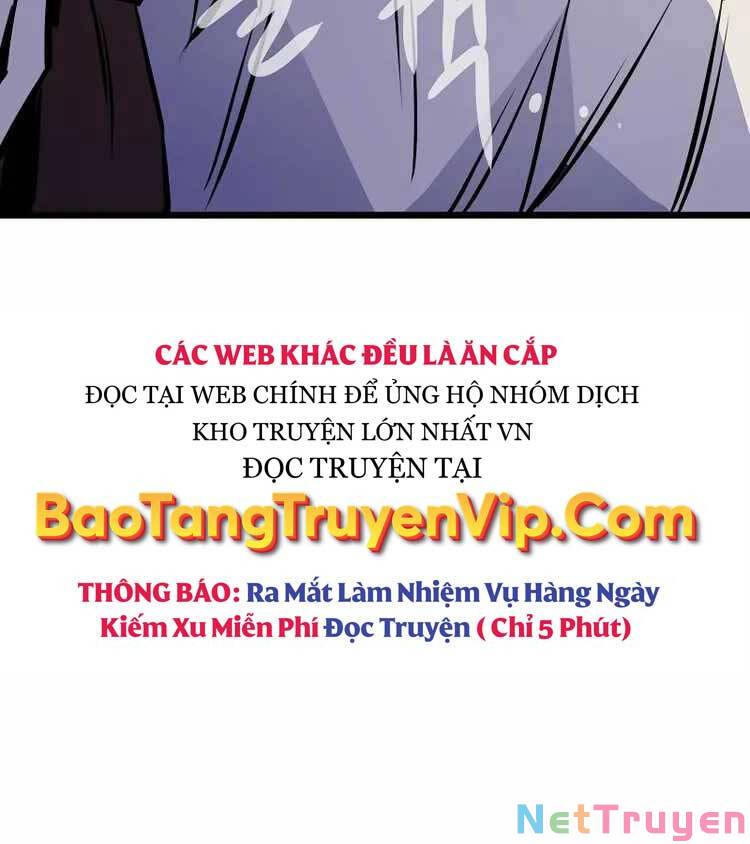 CÁC WEB KHÁC ĐỀU LÀ ĂN CẮP
ĐỌC TẠI WEB CHÍNH ĐỂ ỦNG HỘ NHÓM DỊCH
KHO TRUYỆN LỚN NHẤT VN
ĐỌC TRUYỆN TẠI
BaoTangTruyenVip.Com
THÔNG BÁO: Ra Mắt Làm Nhiệm Vụ Hàng Ngày
Kiếm Xu Miễn Phí Đọc Truyện ( Chỉ 5 Phút)
NetTruyen